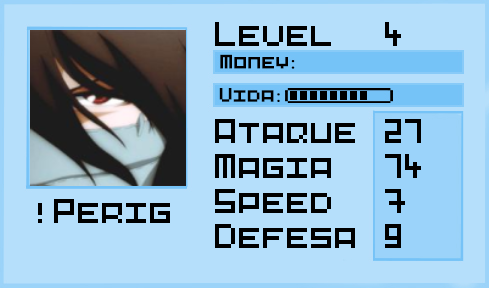 Level 4
Money:
Vida:
Ataque 27
Magia 74
Speed 7
Defesa 9
!Perig